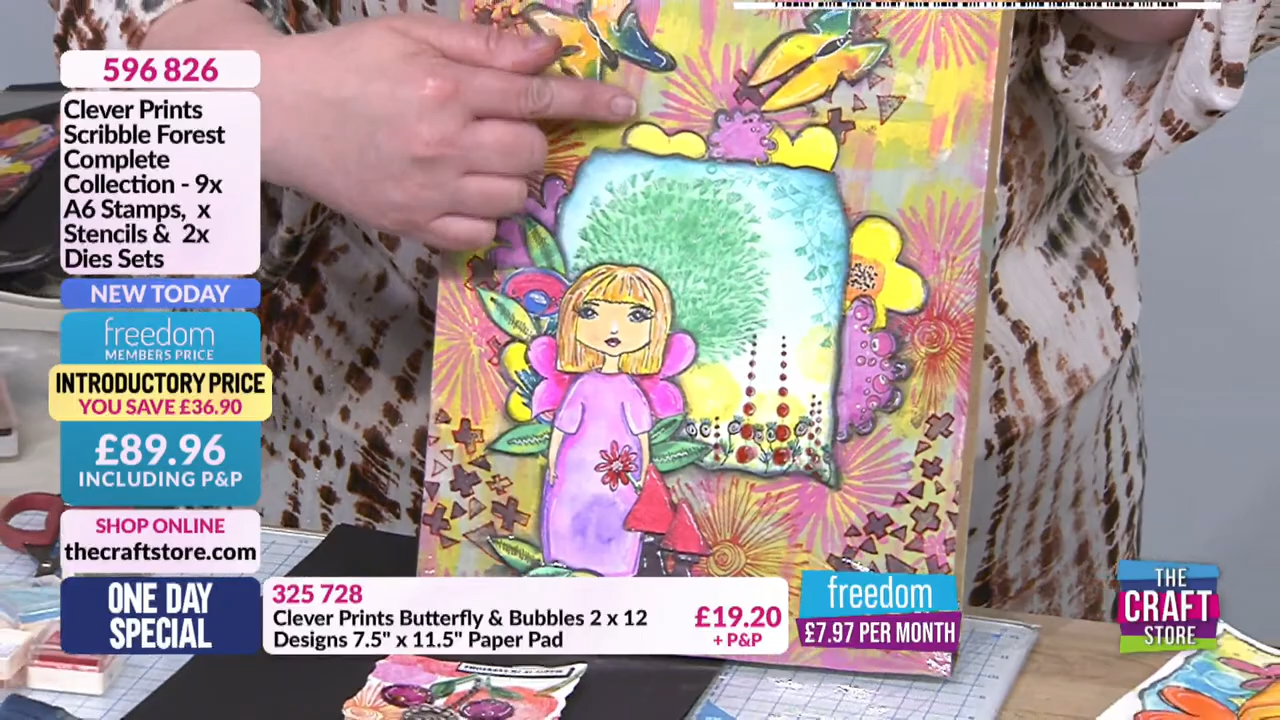 596 826
Clever Prints
Scribble Forest
Complete
Collection - 9x
A6 Stamps, x
Stencils & 2x
Dies Sets
NEW TODAY
freedom
MEMBERS PRICE
INTRODUCTORY PRICE
YOU SAVE £36.90
£89.96
INCLUDING P&P
SHOP ONLINE
thecraftstore.com
ONE DAY
SPECIAL
325 728
Clever Prints Butterfly & Bubbles 2 x 12
Designs 7.5" x 11.5" Paper Pad
£19.20
+ P&P
freedom
£7.97 PER MONTH
THE
CRAFT
STORE